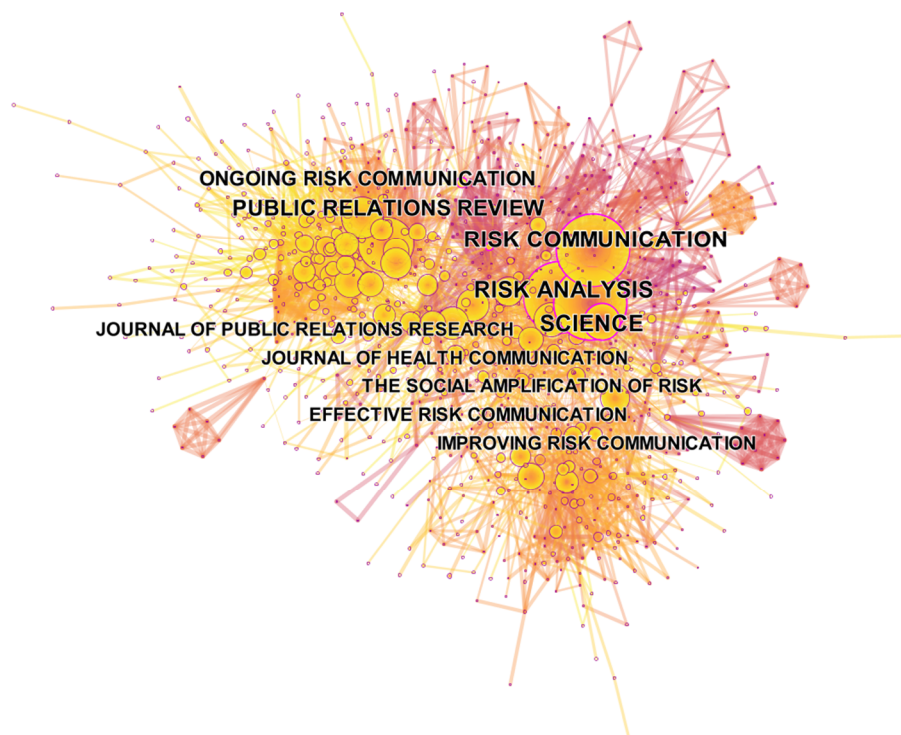 ONGOING RISK COMMUNICATION
PUBLIC RELATIONS REVIEW
RISK COMMUNICATION
RISK ANALYSIS
SCIENCE
JOURNAL OF PUBLIC RELATIONS RESEARCH
JOURNAL OF HEALTH COMMUNICATION
THE SOCIAL AMPLIFICATION OF RISK
EFFECTIVE RISK COMMUNICATION
IMPROVING RISK COMMUNICATION